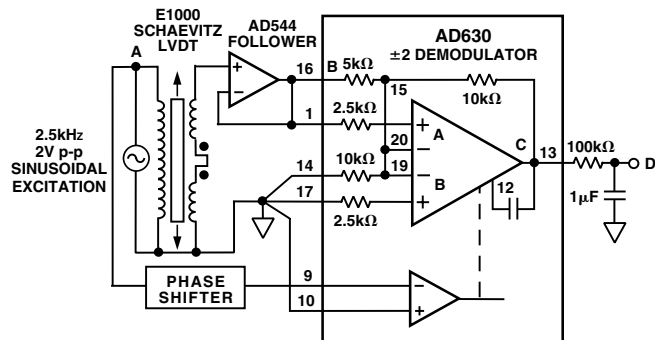 E1000
SCHAEVITZ
LVDT
A
AD544
FOLLOWER
AD630
±2 DEMODULATOR
16
B
5kΩ
15
10kΩ
1
2.5kΩ
A
+
–
+
–
20
–
C
13
100kΩ
D
2.5kHz
2V p-p
SINUSOIDAL
EXCITATION
14
10kΩ
19
–
B
12
1µF
17
2.5kΩ
+
PHASE
SHIFTER
9
–
10
+